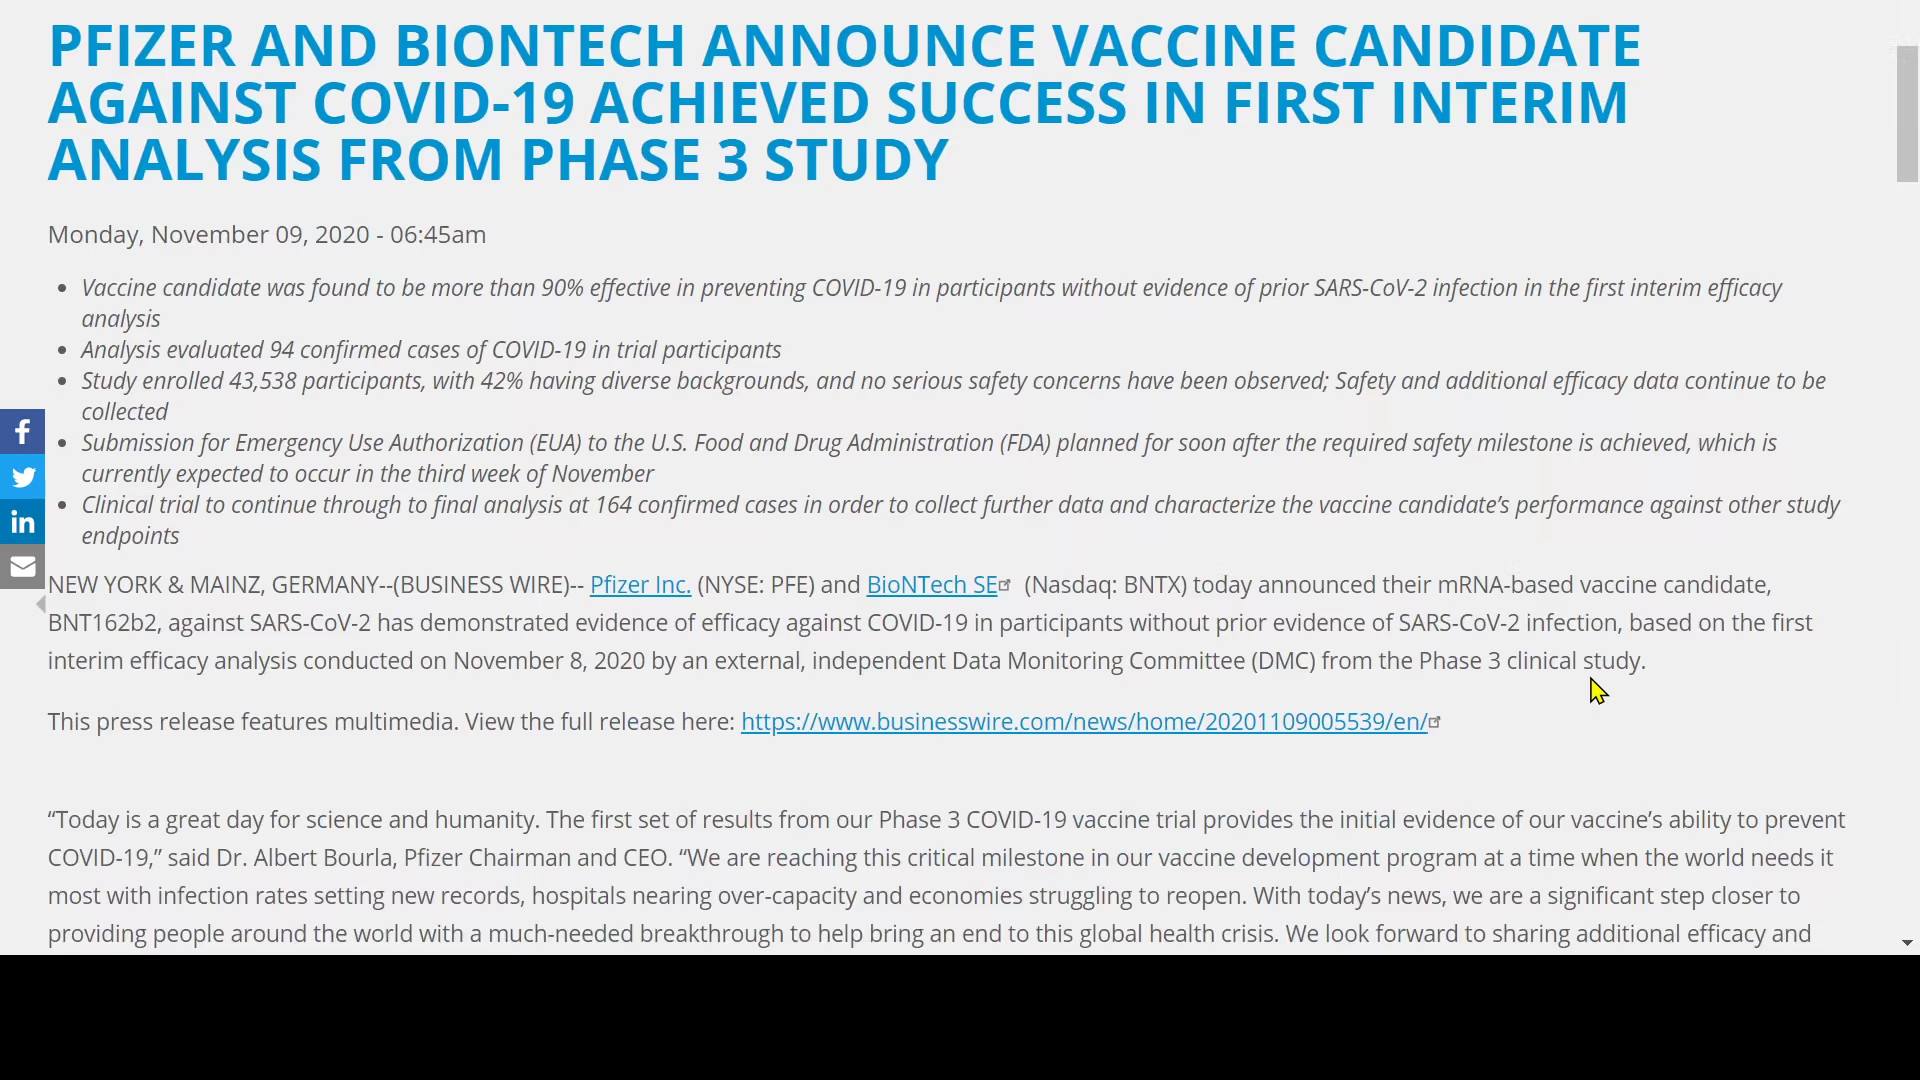 PFIZER AND BIONTECH ANNOUNCE VACCINE CANDIDATE
AGAINST COVID-19 ACHIEVED SUCCESS IN FIRST INTERIM
ANALYSIS FROM PHASE 3 STUDY
Monday, November 09, 2020 - 06:45am
• Vaccine candidate was found to be more than 90% effective in preventing COVID-19 in participants without evidence of prior SARS-CoV-2 infection in the first interim efficacy
analysis
• Analysis evaluated 94 confirmed cases of COVID-19 in trial participants
• Study enrolled 43,538 participants, with 42% having diverse backgrounds, and no serious safety concerns have been observed; Safety and additional efficacy data continue to be
collected
• Submission for Emergency Use Authorization (EUA) to the U.S. Food and Drug Administration (FDA) planned for soon after the required safety milestone is achieved, which is
currently expected to occur in the third week of November
• Clinical trial to continue through to final analysis at 164 confirmed cases in order to collect further data and characterize the vaccine candidate’s performance against other study
endpoints
NEW YORK & MAINZ, GERMANY--(BUSINESS WIRE)-- Pfizer Inc. (NYSE: PFE) and BioNTech SE (Nasdaq: BNTX) today announced their mRNA-based vaccine candidate,
BNT162b2, against SARS-CoV-2 has demonstrated evidence of efficacy against COVID-19 in participants without prior evidence of SARS-CoV-2 infection, based on the first
interim efficacy analysis conducted on November 8, 2020 by an external, independent Data Monitoring Committee (DMC) from the Phase 3 clinical study.
This press release features multimedia. View the full release here: https://www.businesswire.com/news/home/20201109005539/en/
“Today is a great day for science and humanity. The first set of results from our Phase 3 COVID-19 vaccine trial provides the initial evidence of our vaccine’s ability to prevent
COVID-19,” said Dr. Albert Bourla, Pfizer Chairman and CEO. “We are reaching this critical milestone in our vaccine development program at a time when the world needs it
most with infection rates setting new records, hospitals nearing over-capacity and economies struggling to reopen. With today’s news, we are a significant step closer to
providing people around the world with a much-needed breakthrough to help bring an end to this global health crisis. We look forward to sharing additional efficacy and